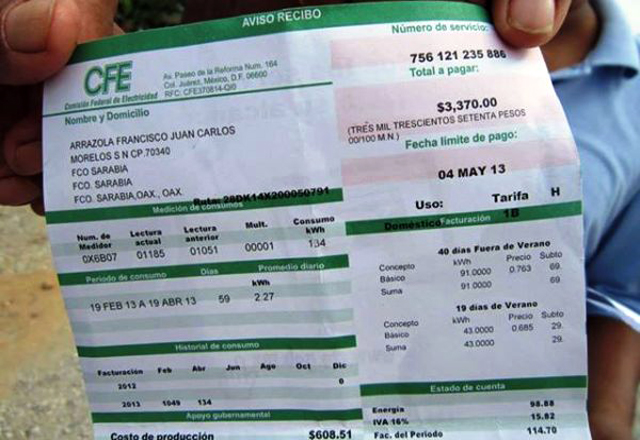 AVISO RECIBO
CFE
Comisión Federal de Electricidad
Av. Paseo de la Reforma Num. 164
Col. Juárez, México, D.F. 06600
RFC: CFE370814-QI0
Número de servicio:
756 121 235 886
Total a pagar:
$3,370.00
(TRÉS MIL TRESCIENTOS SETENTA PESOS
00/100 M.N.)
Fecha limite de pago:
04 MAY 13
Nombre y Domicilio
ARRAZOLA FRANCISCO JUAN CARLOS
MORELOS S N CP.70340
FCO SARABIA
FCO. SARABIA
FCO. SARABIA,OAX., OAX.
Ruta: 28DK14X200050791
Uso: Tarifa H
Doméstico 1B
Medición de consumos
Num. de Medidor Lectura actual Lectura anterior Mult. Consumo kWh
0X6B07 01185 01051 00001 134
Periodo de consumo Días Promedio diario
kWh
19 FEB 13 A 19 ABR 13 59 2.27
Facturación
40 días Fuera de Verano
Concepto kWh Precio Subto
Básico 91.0000 0.763 69.
Suma 91.0000 69
19 días de Verano
Concepto kWh Precio Subto
Básico 43.0000 0.685 29.
Suma 43.0000 29.
Historial de consumo
Facturación Feb Abr Jun Ago Oct Dic
2012 0
2013 1049 134
Apoyo gubernamental
Costo de producción $608.51
Estado de cuenta
Energía 98.88
IVA 16% 15.82
Fac. del Periodo 114.70